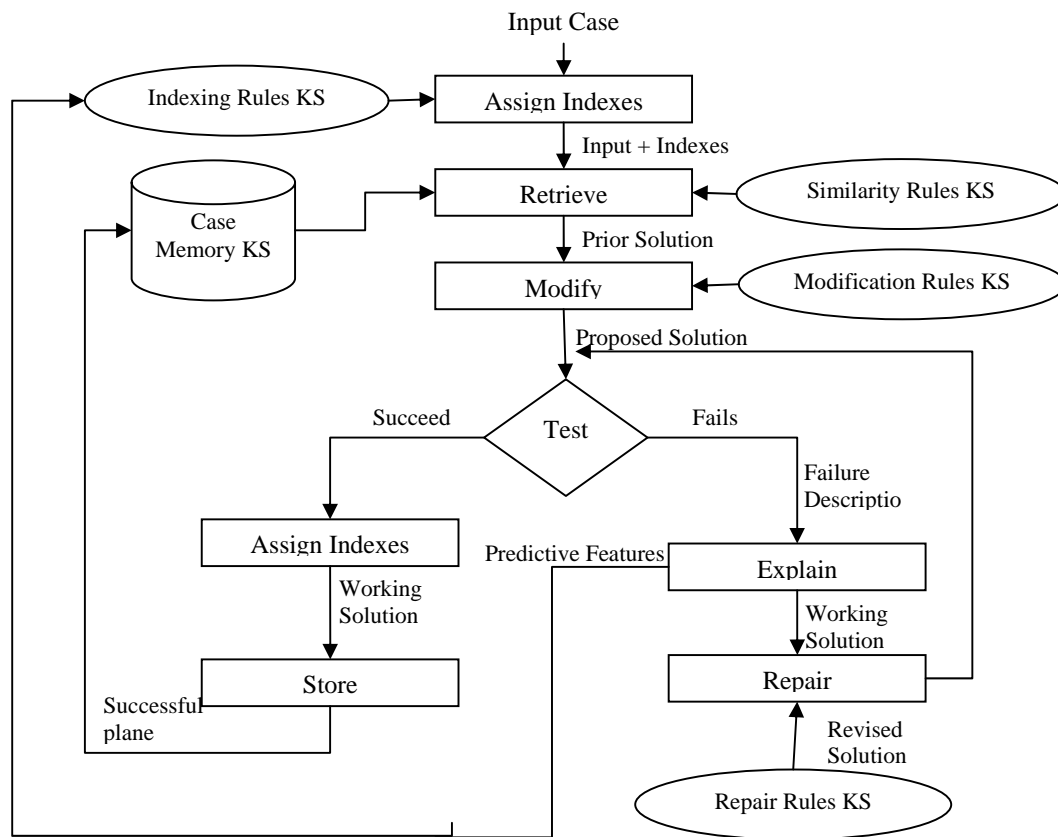 Input Case
Indexing Rules KS
Assign Indexes
Input + Indexes
Case
Memory KS
Retrieve
Similarity Rules KS
Prior Solution
Modify
Modification Rules KS
Proposed Solution
Succeed
Test
Fails
Failure
Descriptio
Assign Indexes
Predictive Features
Explain
Working
Solution
Working
Solution
Store
Repair
Successful
plane
Revised
Solution
Repair Rules KS